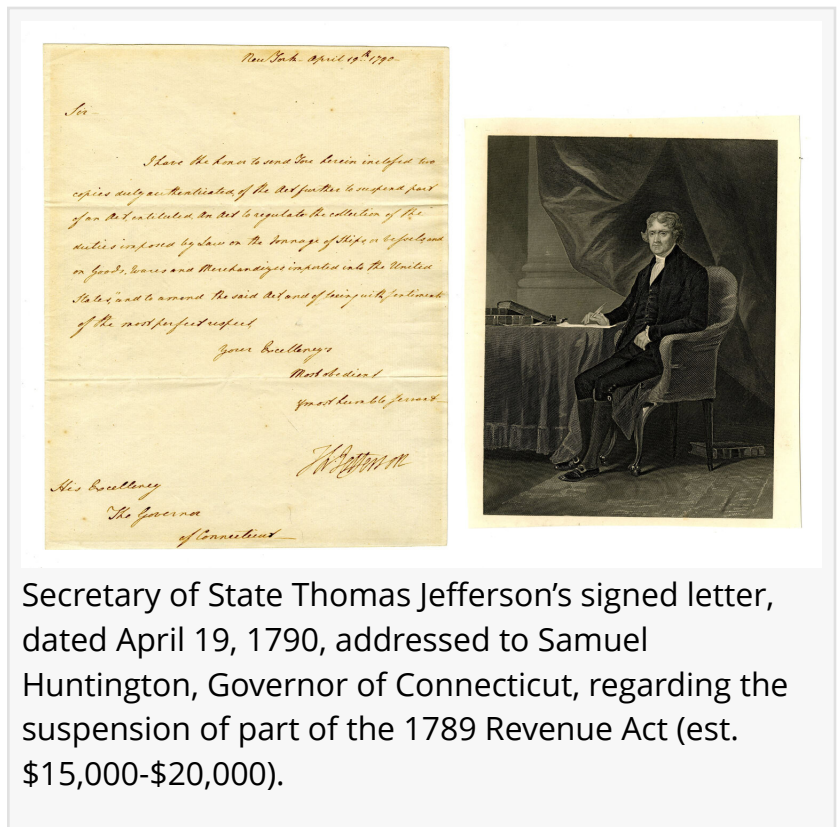 New York April 19th 1790
Sir
I have the honor to send You herein inclosed two
copies duly authenticated, of the Act further to suspend part
of an Act, entituled An Act to regulate the collection of the
duties imposed by Law on the Tonnage of Ships or Vessels, and
on Goods, Wares and Merchandizes imported into the United
States, and to amend the said Act, and of being with sentiments
of the most perfect respect
Your Excellency's
Most obedient
& most humble Servant
Th: Jefferson
His Excellency
The Governor
of Connecticut
Secretary of State Thomas Jefferson’s signed letter,
dated April 19, 1790, addressed to Samuel
Huntington, Governor of Connecticut, regarding the
suspension of part of the 1789 Revenue Act (est.
$15,000-$20,000).